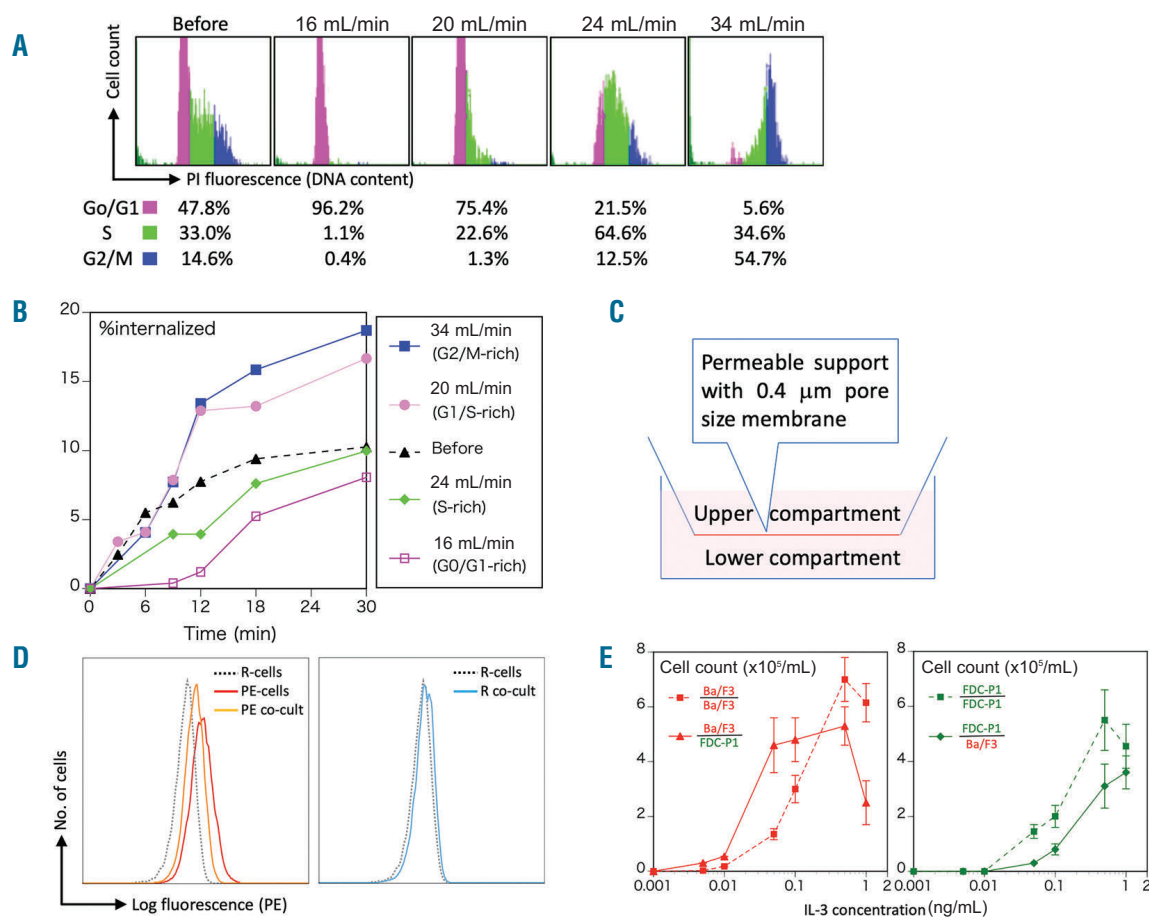 A
Before 16 mL/min 20 mL/min 24 mL/min 34 mL/min
Cell count
PI fluorescence (DNA content)
Go/G1 47.8% 96.2% 75.4% 21.5% 5.6%
S 33.0% 1.1% 22.6% 64.6% 34.6%
G2/M 14.6% 0.4% 1.3% 12.5% 54.7%
B
%internalized
20
15
10
5
0
0 6 12 18 24 30
Time (min)
34 mL/min
(G2/M-rich)
20 mL/min
(G1/S-rich)
Before
24 mL/min
(S-rich)
16 mL/min
(G0/G1-rich)
C
Permeable support
with 0.4 μm pore
size membrane
Upper compartment
Lower compartment
D
R-cells
PE-cells
PE co-cult
R-cells
R co-cult
No. of cells
Log fluorescence (PE)
E
Cell count (x10⁵/mL)
8
6
4
2
0
Ba/F3
Ba/F3
Ba/F3
FDC-P1
0.001 0.01 0.1 1 2
Cell count (x10⁵/mL)
8
6
4
2
0
FDC-P1
FDC-P1
FDC-P1
Ba/F3
0.001 0.01 0.1 1 2
IL-3 concentration (ng/mL)